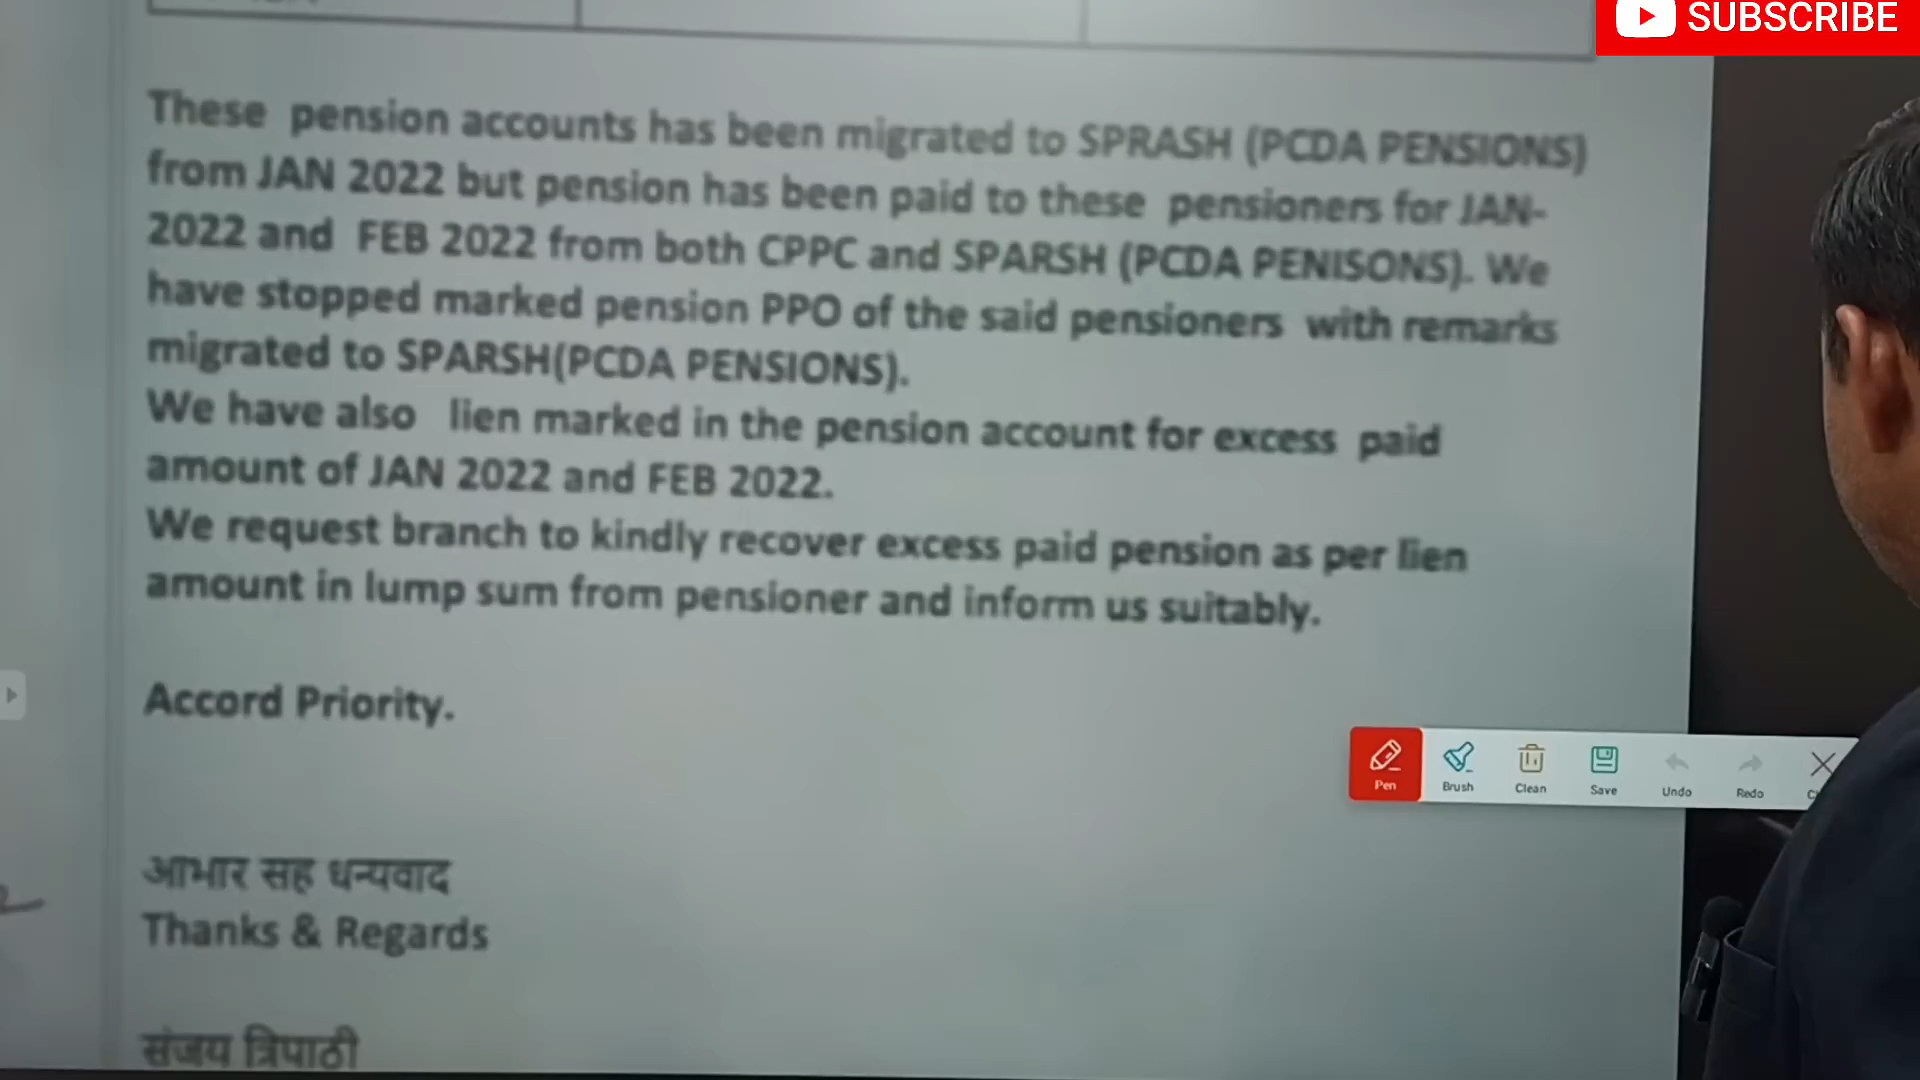 SUBSCRIBE
These pension accounts has been migrated to SPRASH (PCDA PENSIONS)
from JAN 2022 but pension has been paid to these pensioners for JAN-
2022 and FEB 2022 from both CPPC and SPARSH (PCDA PENISONS). We
have stopped marked pension PPO of the said pensioners with remarks
migrated to SPARSH(PCDA PENSIONS).
We have also lien marked in the pension account for excess paid
amount of JAN 2022 and FEB 2022.
We request branch to kindly recover excess paid pension as per lien
amount in lump sum from pensioner and inform us suitably.
Accord Priority.
Pen Brush Clean Save Undo Redo
आभार सह धन्यवाद
Thanks & Regards
संजय त्रिपाठी